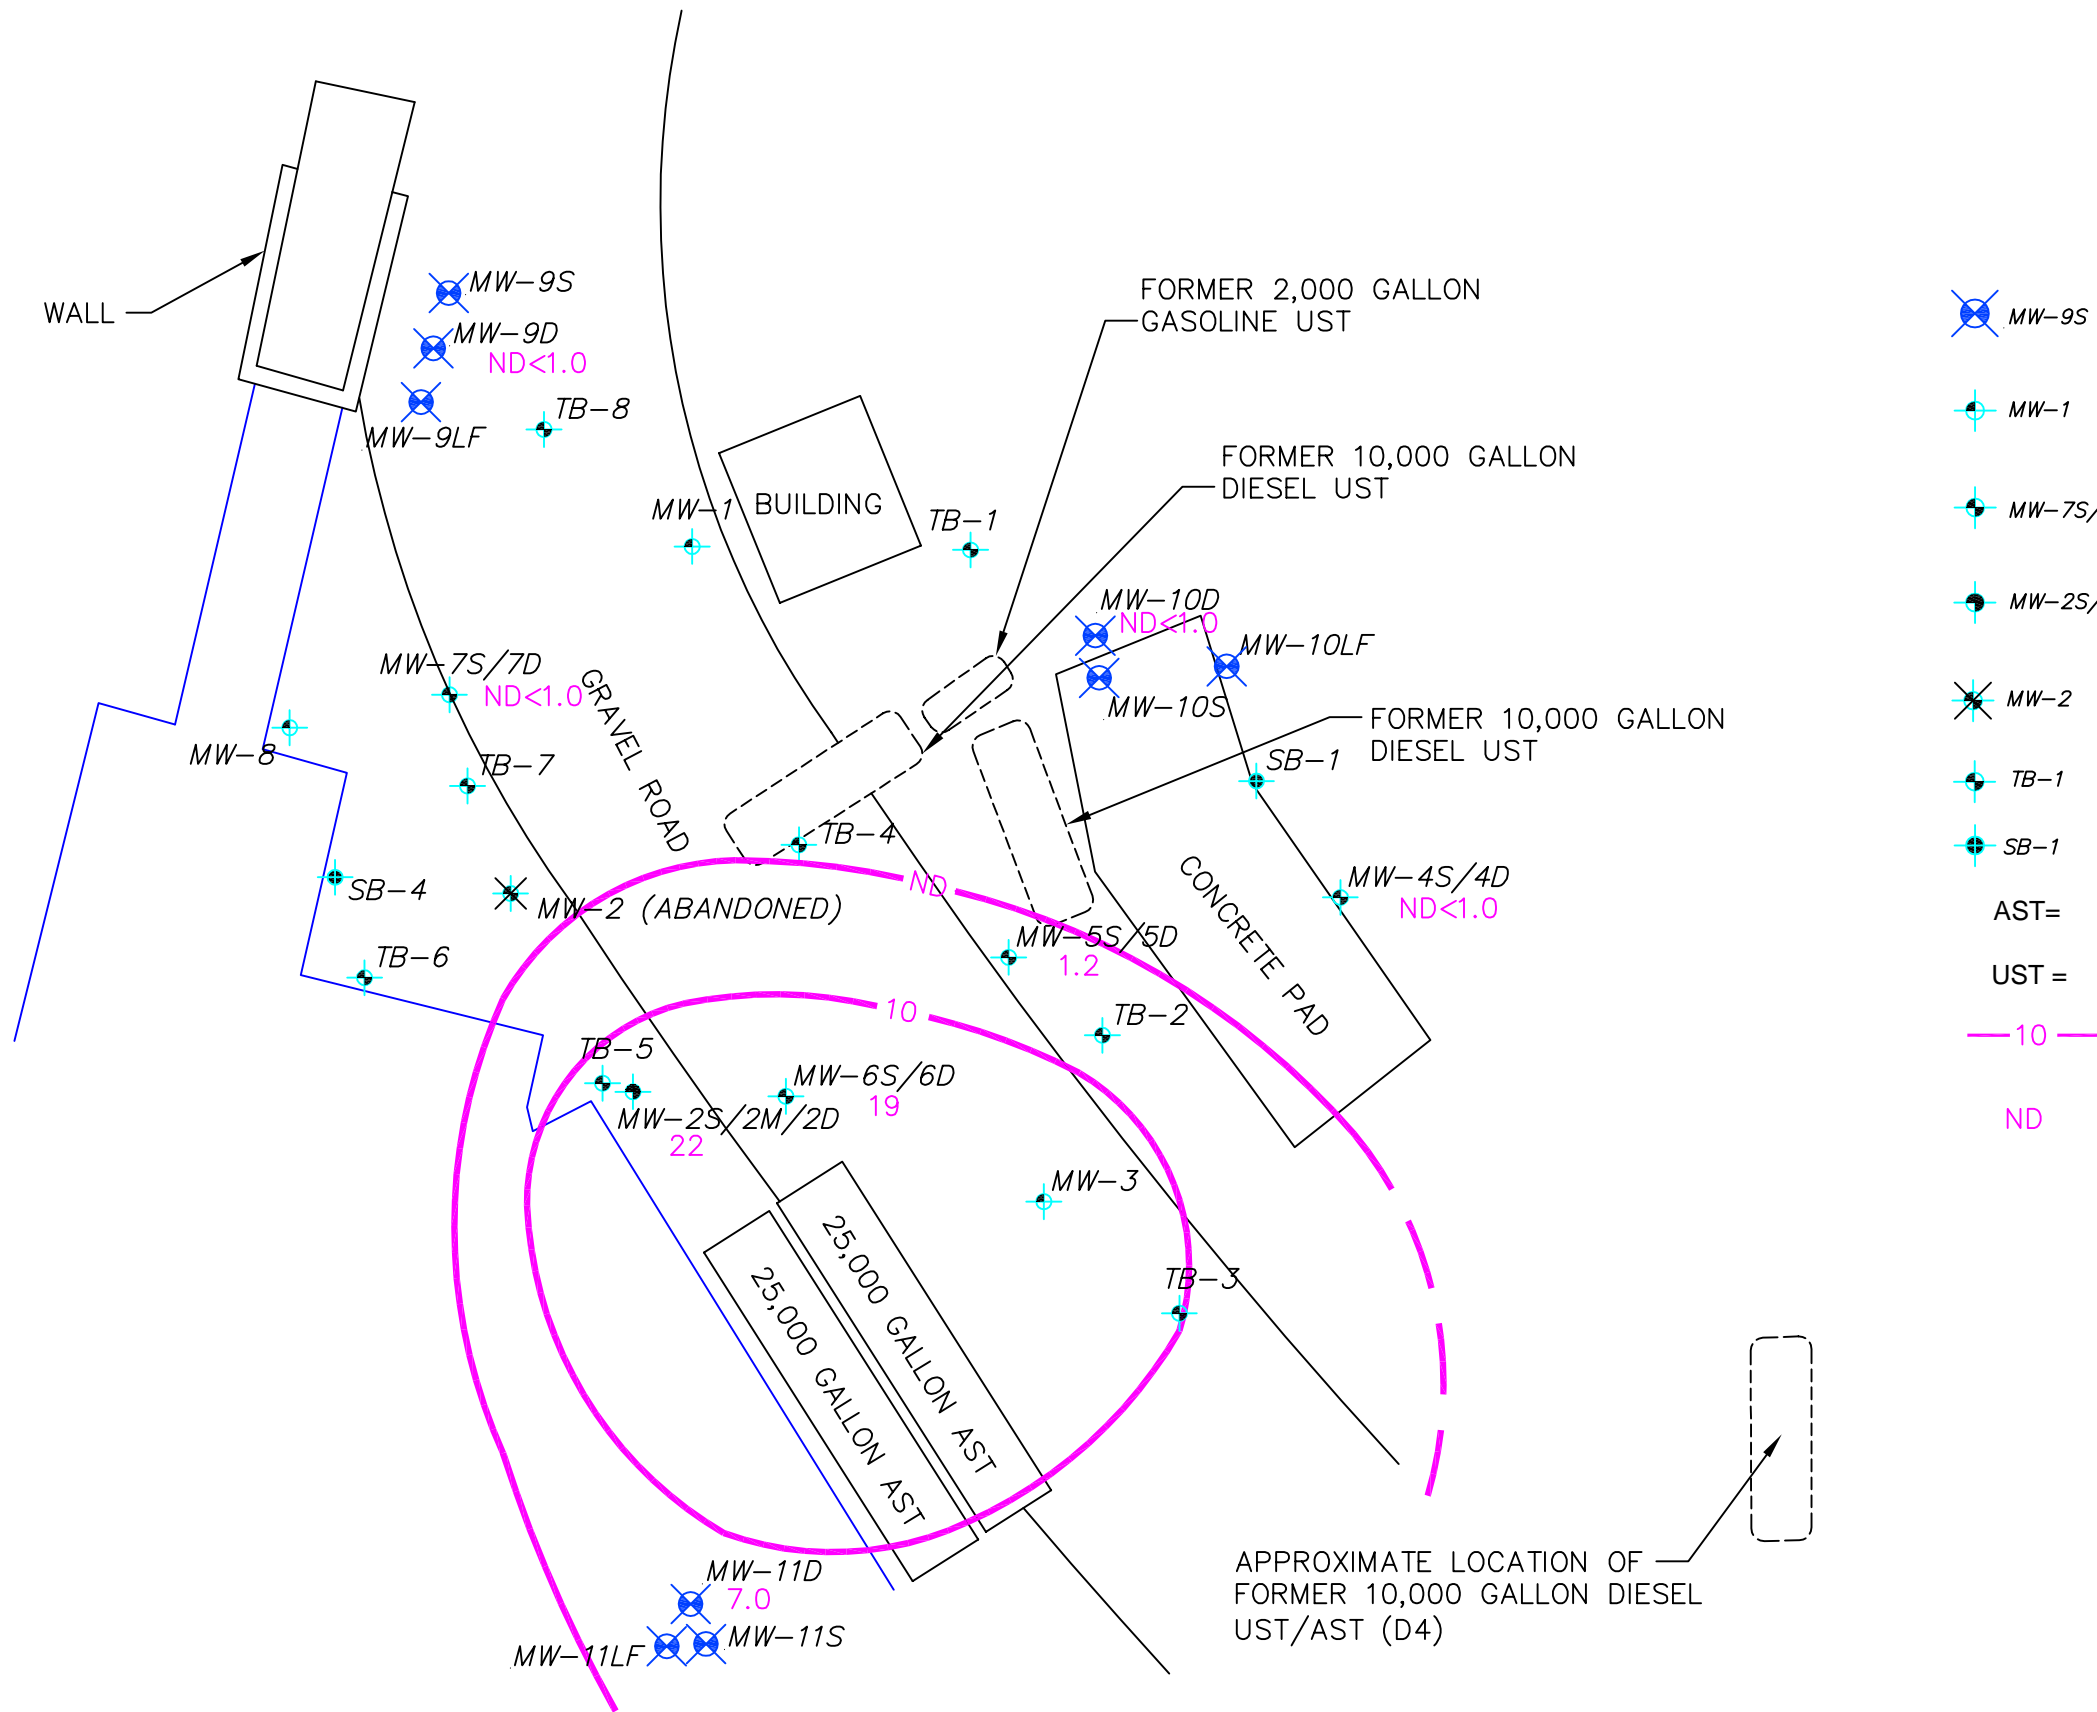 WALL
MW-9S
MW-9D
ND<1.0
MW-9LF
TB-8
MW-1
BUILDING
TB-1
FORMER 2,000 GALLON
GASOLINE UST
FORMER 10,000 GALLON
DIESEL UST
MW-10D
ND<1.0
MW-10LF
MW-10S
FORMER 10,000 GALLON
DIESEL UST
MW-7S/7D
ND<1.0
GRAVEL ROAD
MW-8
TB-7
SB-1
TB-4
ND
SB-4
MW-2 (ABANDONED)
MW-4S/4D
ND<1.0
CONCRETE PAD
MW-5S/5D
1.2
TB-6
10
TB-2
TB-5
MW-6S/6D
19
MW-2S/2M/2D
22
MW-3
25,000 GALLON AST
25,000 GALLON AST
TB-3
MW-11D
7.0
MW-11S
MW-11LF
APPROXIMATE LOCATION OF
FORMER 10,000 GALLON DIESEL
UST/AST (D4)
MW-9S
MW-1
MW-7S/
MW-2S/
MW-2
TB-1
SB-1
AST=
UST =
10
ND